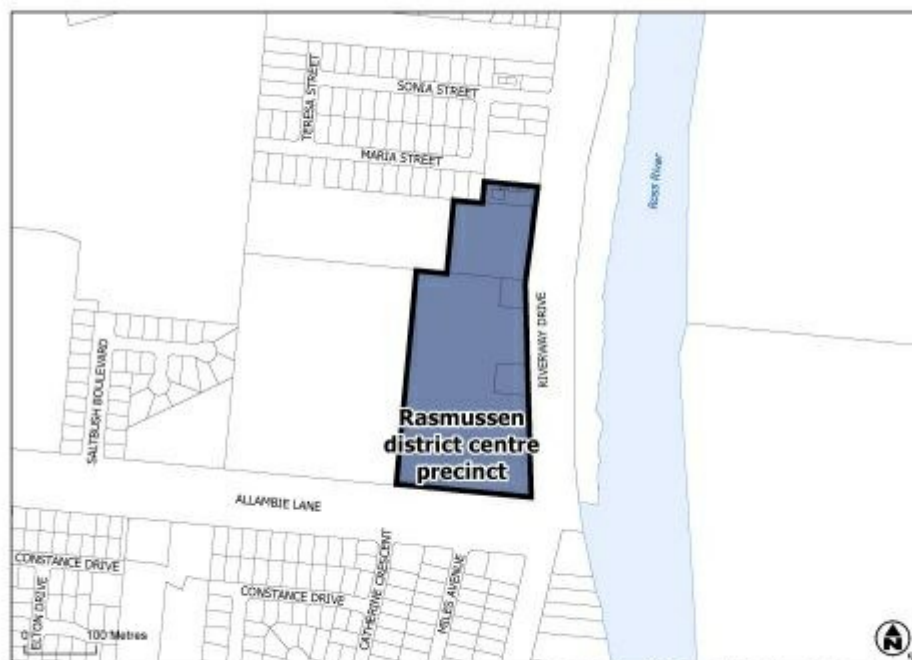 SONIA STREET
TERESA STREET
MARIA STREET
Ross River
RIVERWAY DRIVE
SALTBUSH BOULEVARD
Rasmussen
district centre
precinct
ALLAMBIE LANE
CONSTANCE DRIVE
ELTON DRIVE
CONSTANCE DRIVE
CATHERINE CRESCENT
MILES AVENUE
0 100 Metres
N